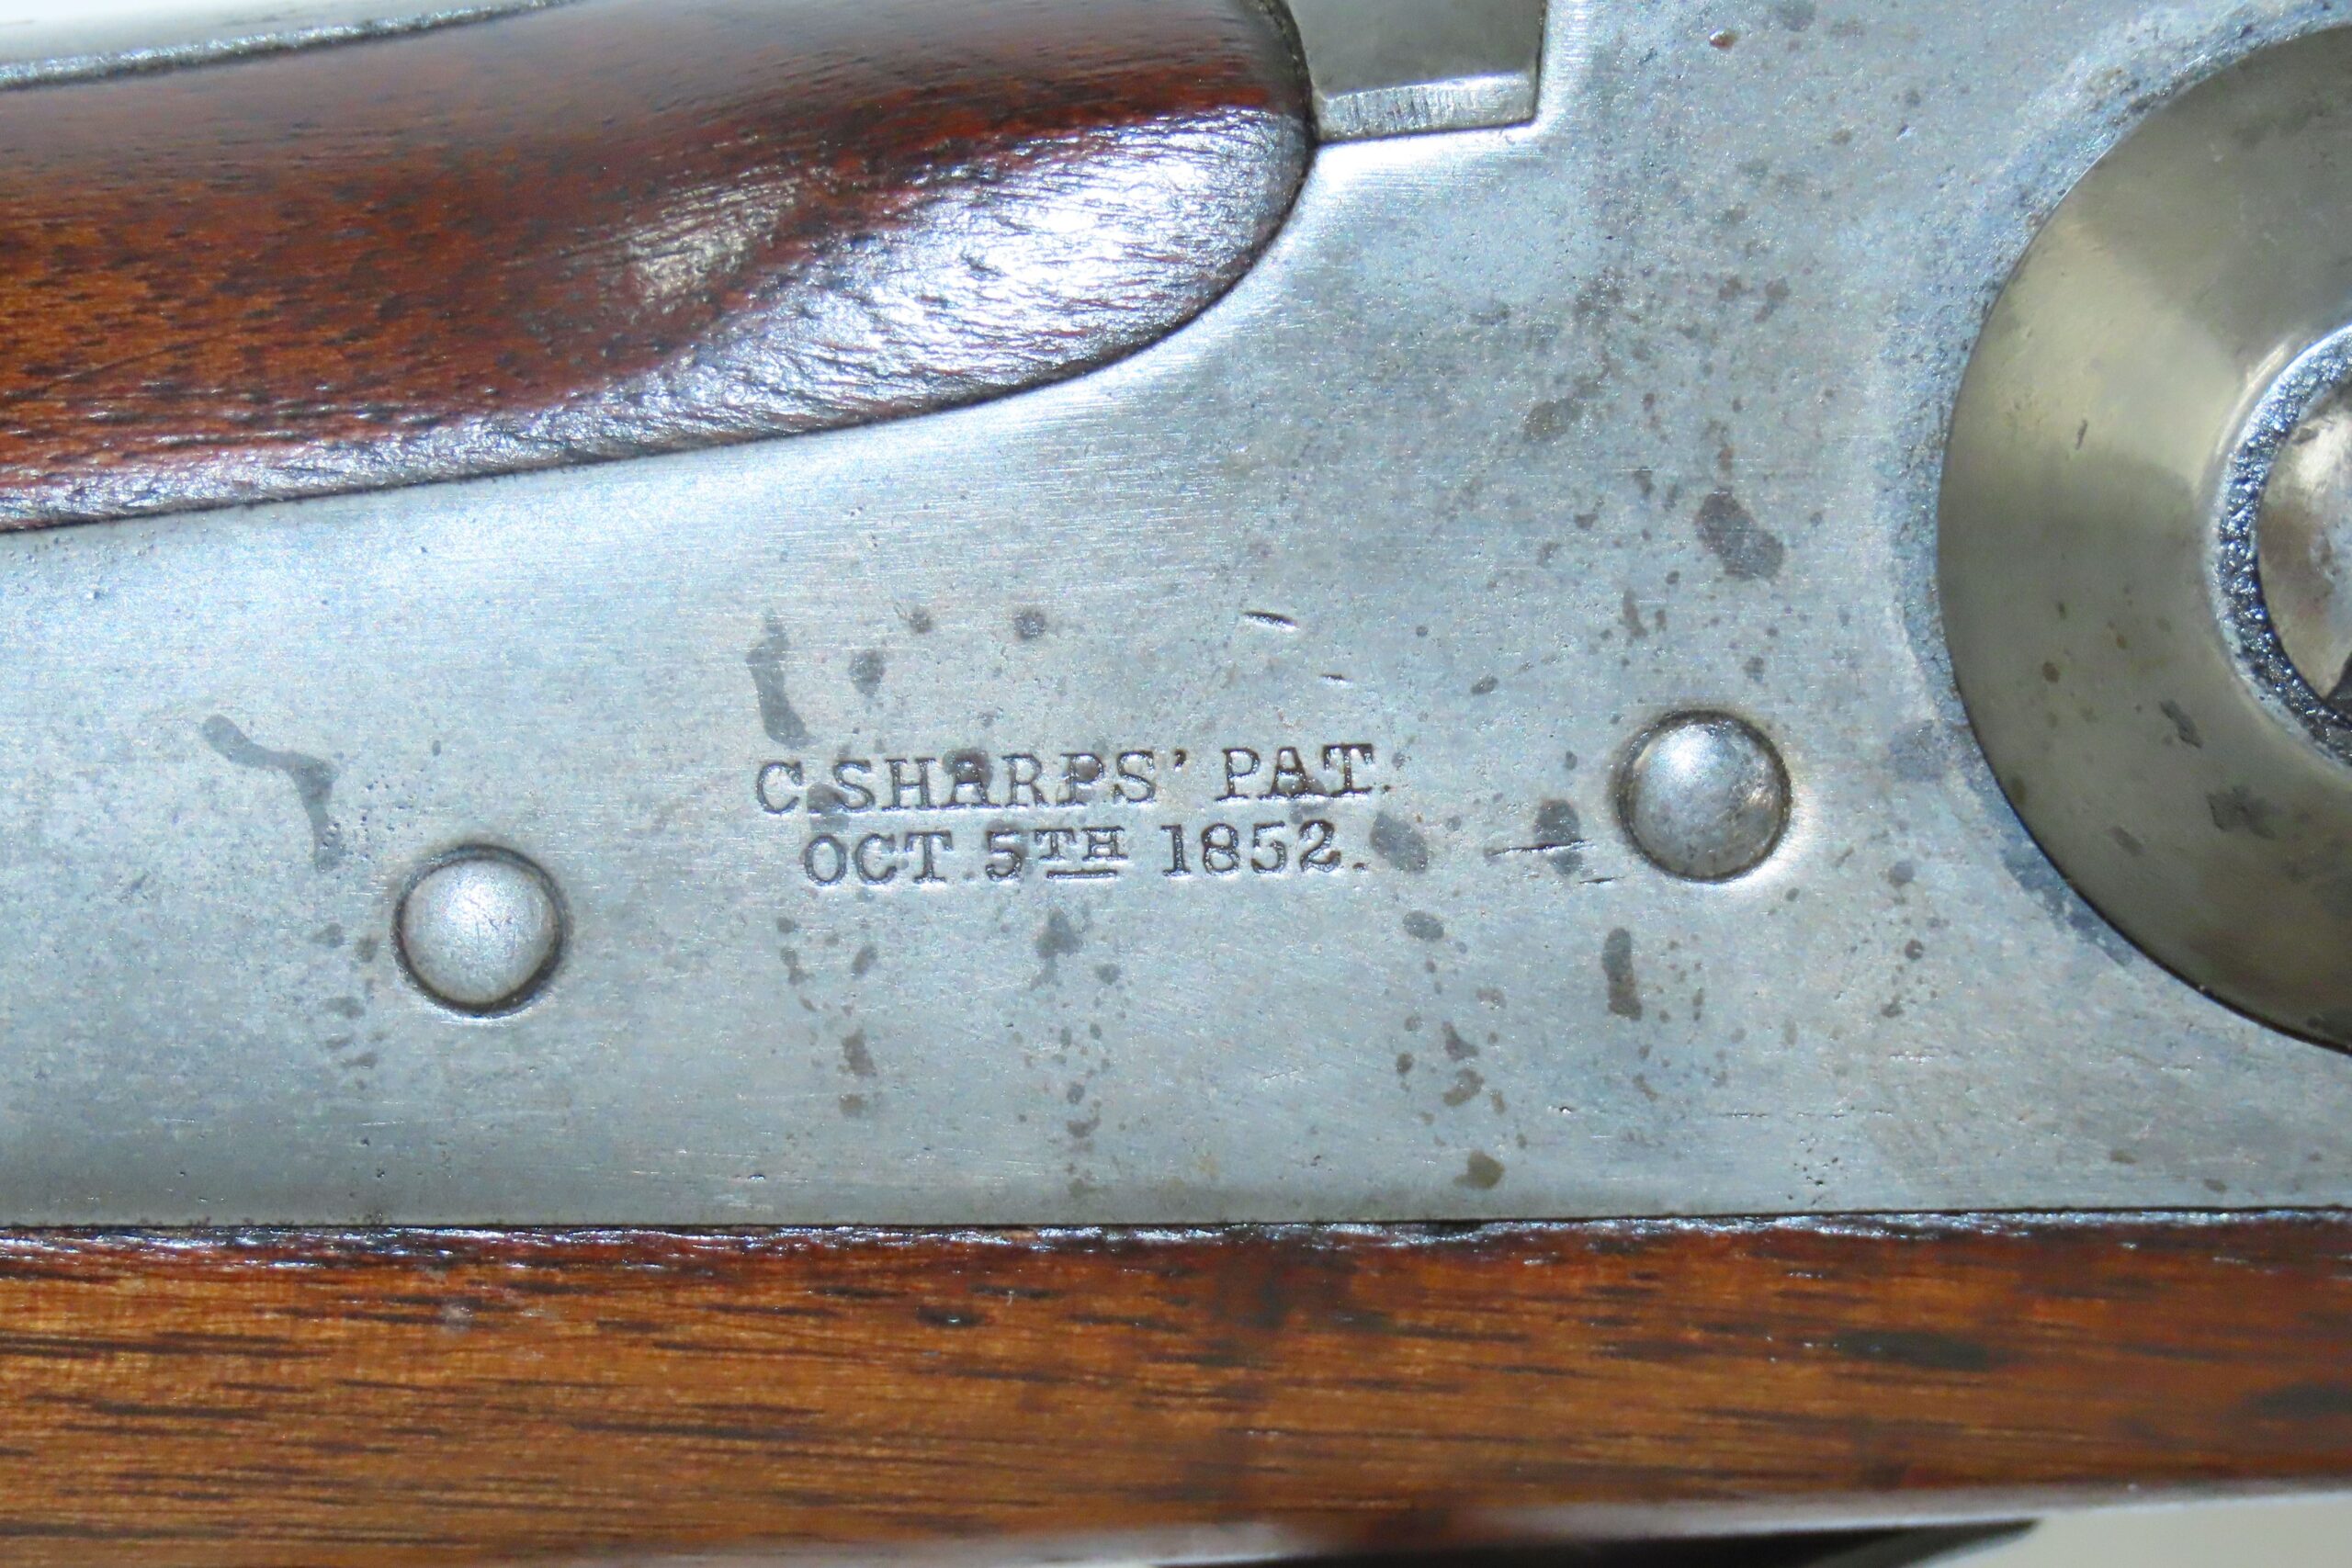 C. SHARPS' PAT.
OCT. 5TH 1852.